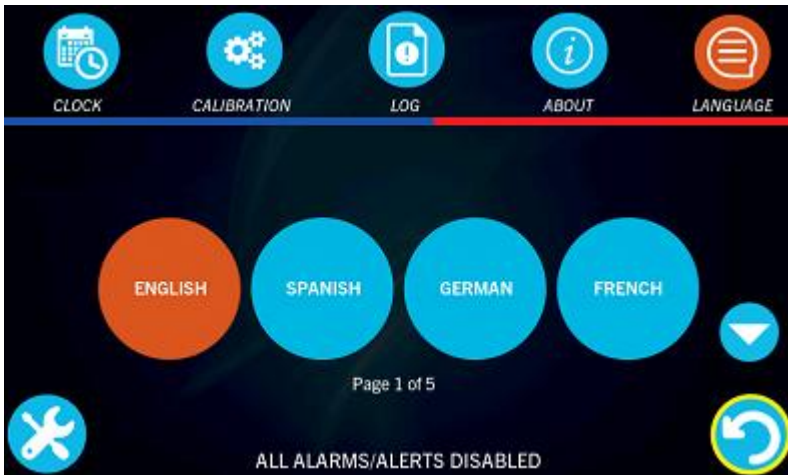 CLOCK CALIBRATION LOG ABOUT LANGUAGE
ENGLISH SPANISH GERMAN FRENCH
Page 1 of 5
ALL ALARMS/ALERTS DISABLED